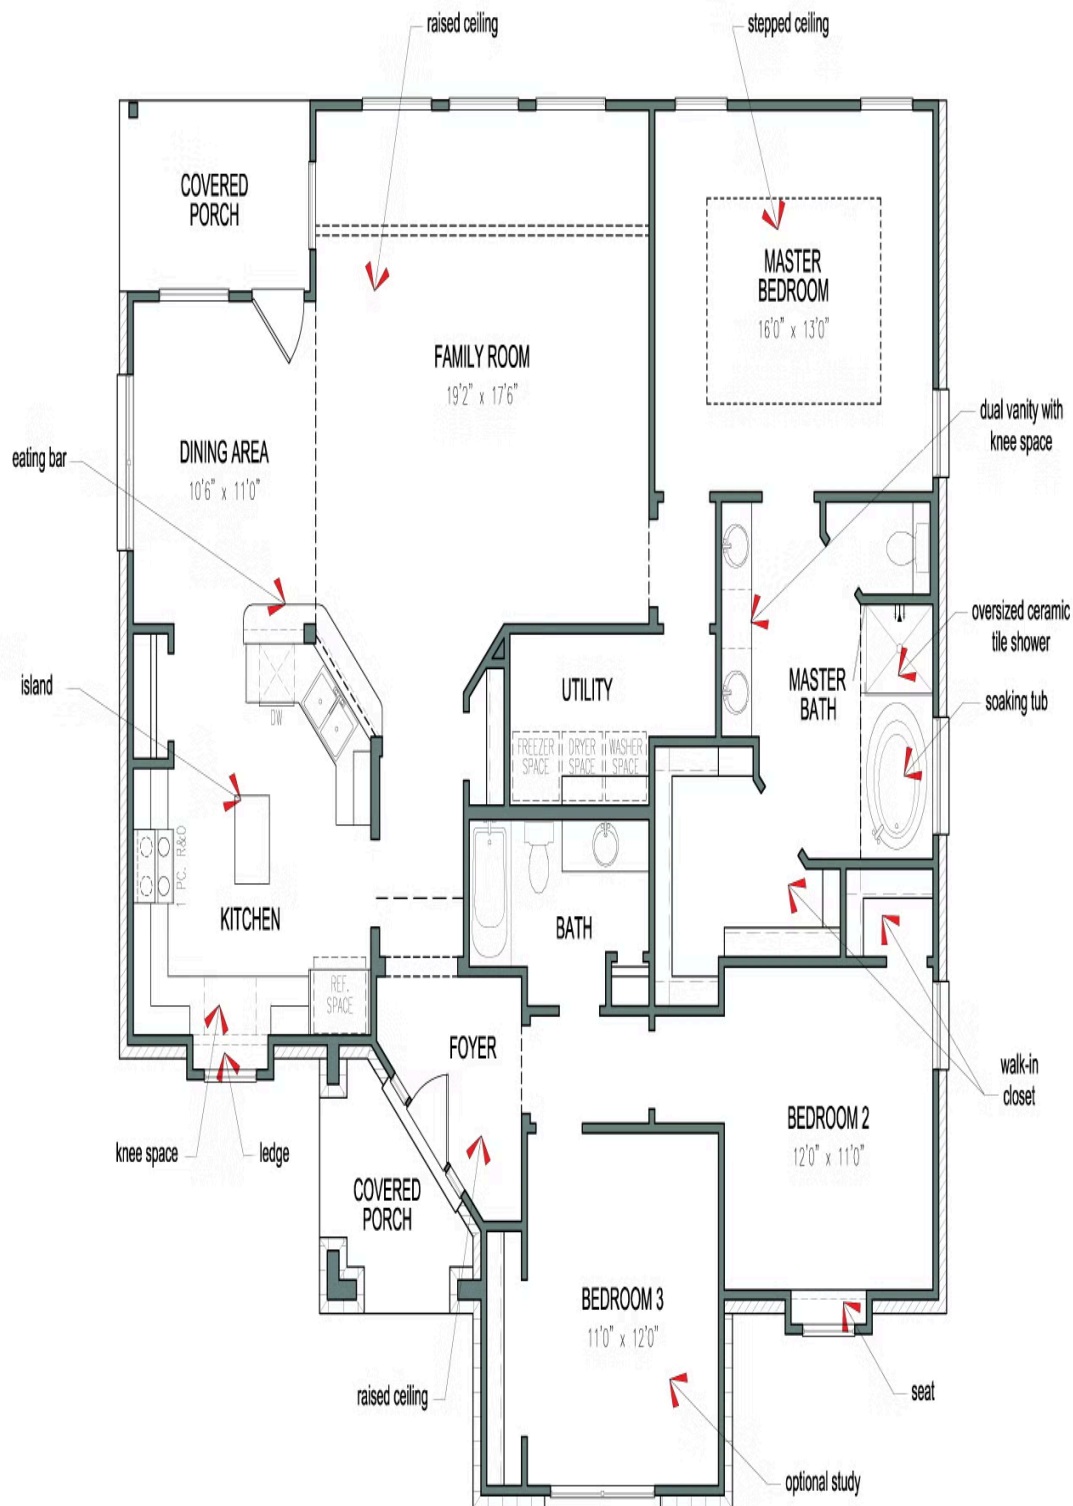 raised ceiling
stepped ceiling
COVERED
PORCH
MASTER
BEDROOM
16'0" x 13'0"
FAMILY ROOM
19'2" x 17'6"
dual vanity with
knee space
DINING AREA
10'6" x 11'0"
eating bar
oversized ceramic
tile shower
island
UTILITY
MASTER
BATH
soaking tub
DW
FREEZER
SPACE
DRYER
SPACE
WASHER
SPACE
1 PC. R&O
KITCHEN
BATH
REF.
SPACE
FOYER
walk-in
closet
BEDROOM 2
12'0" x 11'0"
knee space
ledge
COVERED
PORCH
BEDROOM 3
11'0" x 12'0"
raised ceiling
seat
optional study